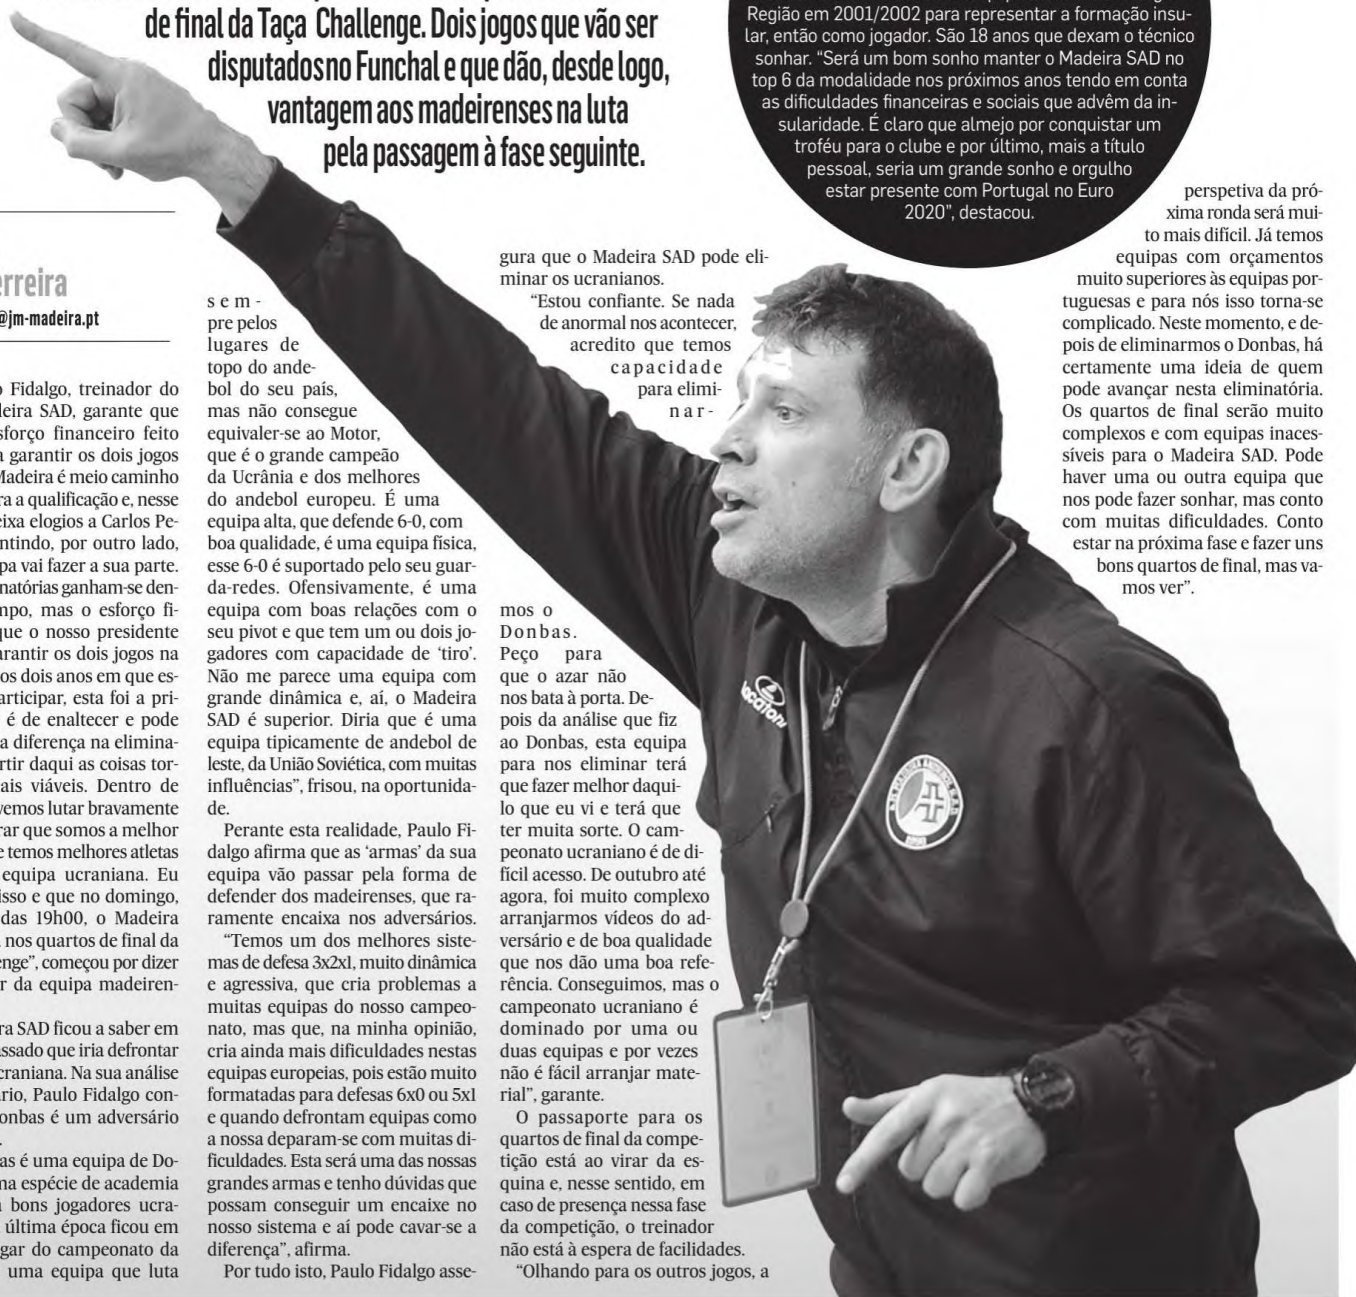 de final da Taça Challenge. Dois jogos que vão ser
disputados no Funchal e que dão, desde logo,
vantagem aos madeirenses na luta
pela passagem à fase seguinte.
Região em 2001/2002 para representar a formação insu-
lar, então como jogador. São 18 anos que dexam o técnico
sonhar. “Será um bom sonho manter o Madeira SAD no
top 6 da modalidade nos próximos anos tendo em conta
as dificuldades financeiras e sociais que advêm da in-
sularidade. É claro que almejo por conquistar um
troféu para o clube e por último, mais a título
pessoal, seria um grande sonho e orgulho
estar presente com Portugal no Euro
2020”, destacou.
erreira
@jm-madeira.pt
o Fidalgo, treinador do
deira SAD, garante que
sforço financeiro feito
a garantir os dois jogos
Madeira é meio caminho
ra a qualificação e, nesse
eixa elogios a Carlos Pe-
ntindo, por outro lado,
pa vai fazer a sua parte.
natórias ganham-se den-
mpo, mas o esforço fi-
que o nosso presidente
arantir os dois jogos na
os dois anos em que es-
articipar, esta foi a pri-
é de enaltecer e pode
a diferença na elimina-
rtir daqui as coisas tor-
ais viáveis. Dentro de
vemos lutar bravamente
rar que somos a melhor
e temos melhores atletas
equipa ucraniana. Eu
isso e que no domingo,
das 19h00, o Madeira
nos quartos de final da
enge”, começou por dizer
r da equipa madeiren-
ra SAD ficou a saber em
assado que iria defrontar
craniana. Na sua análise
rio, Paulo Fidalgo con-
onbas é um adversário
.
as é uma equipa de Do-
ma espécie de academia
bons jogadores ucra-
última época ficou em
gar do campeonato da
uma equipa que luta
sem-
pre pelos
lugares de
topo do ande-
bol do seu país,
mas não consegue
equivaler-se ao Motor,
que é o grande campeão
da Ucrânia e dos melhores
do andebol europeu. É uma
equipa alta, que defende 6-0, com
boa qualidade, é uma equipa física,
esse 6-0 é suportado pelo seu guar-
da-redes. Ofensivamente, é uma
equipa com boas relações com o
seu pivot e que tem um ou dois jo-
gadores com capacidade de ‘tiro’.
Não me parece uma equipa com
grande dinâmica e, aí, o Madeira
SAD é superior. Diria que é uma
equipa tipicamente de andebol de
leste, da União Soviética, com muitas
influências”, frisou, na oportunida-
de.
Perante esta realidade, Paulo Fi-
dalgo afirma que as ‘armas’ da sua
equipa vão passar pela forma de
defender dos madeirenses, que ra-
ramente encaixa nos adversários.
“Temos um dos melhores siste-
mas de defesa 3x2x1, muito dinâmica
e agressiva, que cria problemas a
muitas equipas do nosso campeo-
nato, mas que, na minha opinião,
cria ainda mais dificuldades nestas
equipas europeias, pois estão muito
formatadas para defesas 6x0 ou 5x1
e quando defrontam equipas como
a nossa deparam-se com muitas di-
ficuldades. Esta será uma das nossas
grandes armas e tenho dúvidas que
possam conseguir um encaixe no
nosso sistema e aí pode cavar-se a
diferença”, afirma.
Por tudo isto, Paulo Fidalgo asse-
gura que o Madeira SAD pode eli-
minar os ucranianos.
“Estou confiante. Se nada
de anormal nos acontecer,
acredito que temos
capacidade
para elimi-
nar-
mos o
Donbas.
Peço para
que o azar não
nos bata à porta. De-
pois da análise que fiz
ao Donbas, esta equipa
para nos eliminar terá
que fazer melhor daqui-
lo que eu vi e terá que
ter muita sorte. O cam-
peonato ucraniano é de di-
fícil acesso. De outubro até
agora, foi muito complexo
arranjarmos vídeos do ad-
versário e de boa qualidade
que nos dão uma boa refe-
rência. Conseguimos, mas o
campeonato ucraniano é
dominado por uma ou
duas equipas e por vezes
não é fácil arranjar mate-
rial”, garante.
O passaporte para os
quartos de final da compe-
tição está ao virar da es-
quina e, nesse sentido, em
caso de presença nessa fase
da competição, o treinador
não está à espera de facilidades.
“Olhando para os outros jogos, a
perspetiva da pró-
xima ronda será mui-
to mais difícil. Já temos
equipas com orçamentos
muito superiores às equipas por-
tuguesas e para nós isso torna-se
complicado. Neste momento, e de-
pois de eliminarmos o Donbas, há
certamente uma ideia de quem
pode avançar nesta eliminatória.
Os quartos de final serão muito
complexos e com equipas inaces-
síveis para o Madeira SAD. Pode
haver uma ou outra equipa que
nos pode fazer sonhar, mas conto
com muitas dificuldades. Conto
estar na próxima fase e fazer uns
bons quartos de final, mas va-
mos ver”.